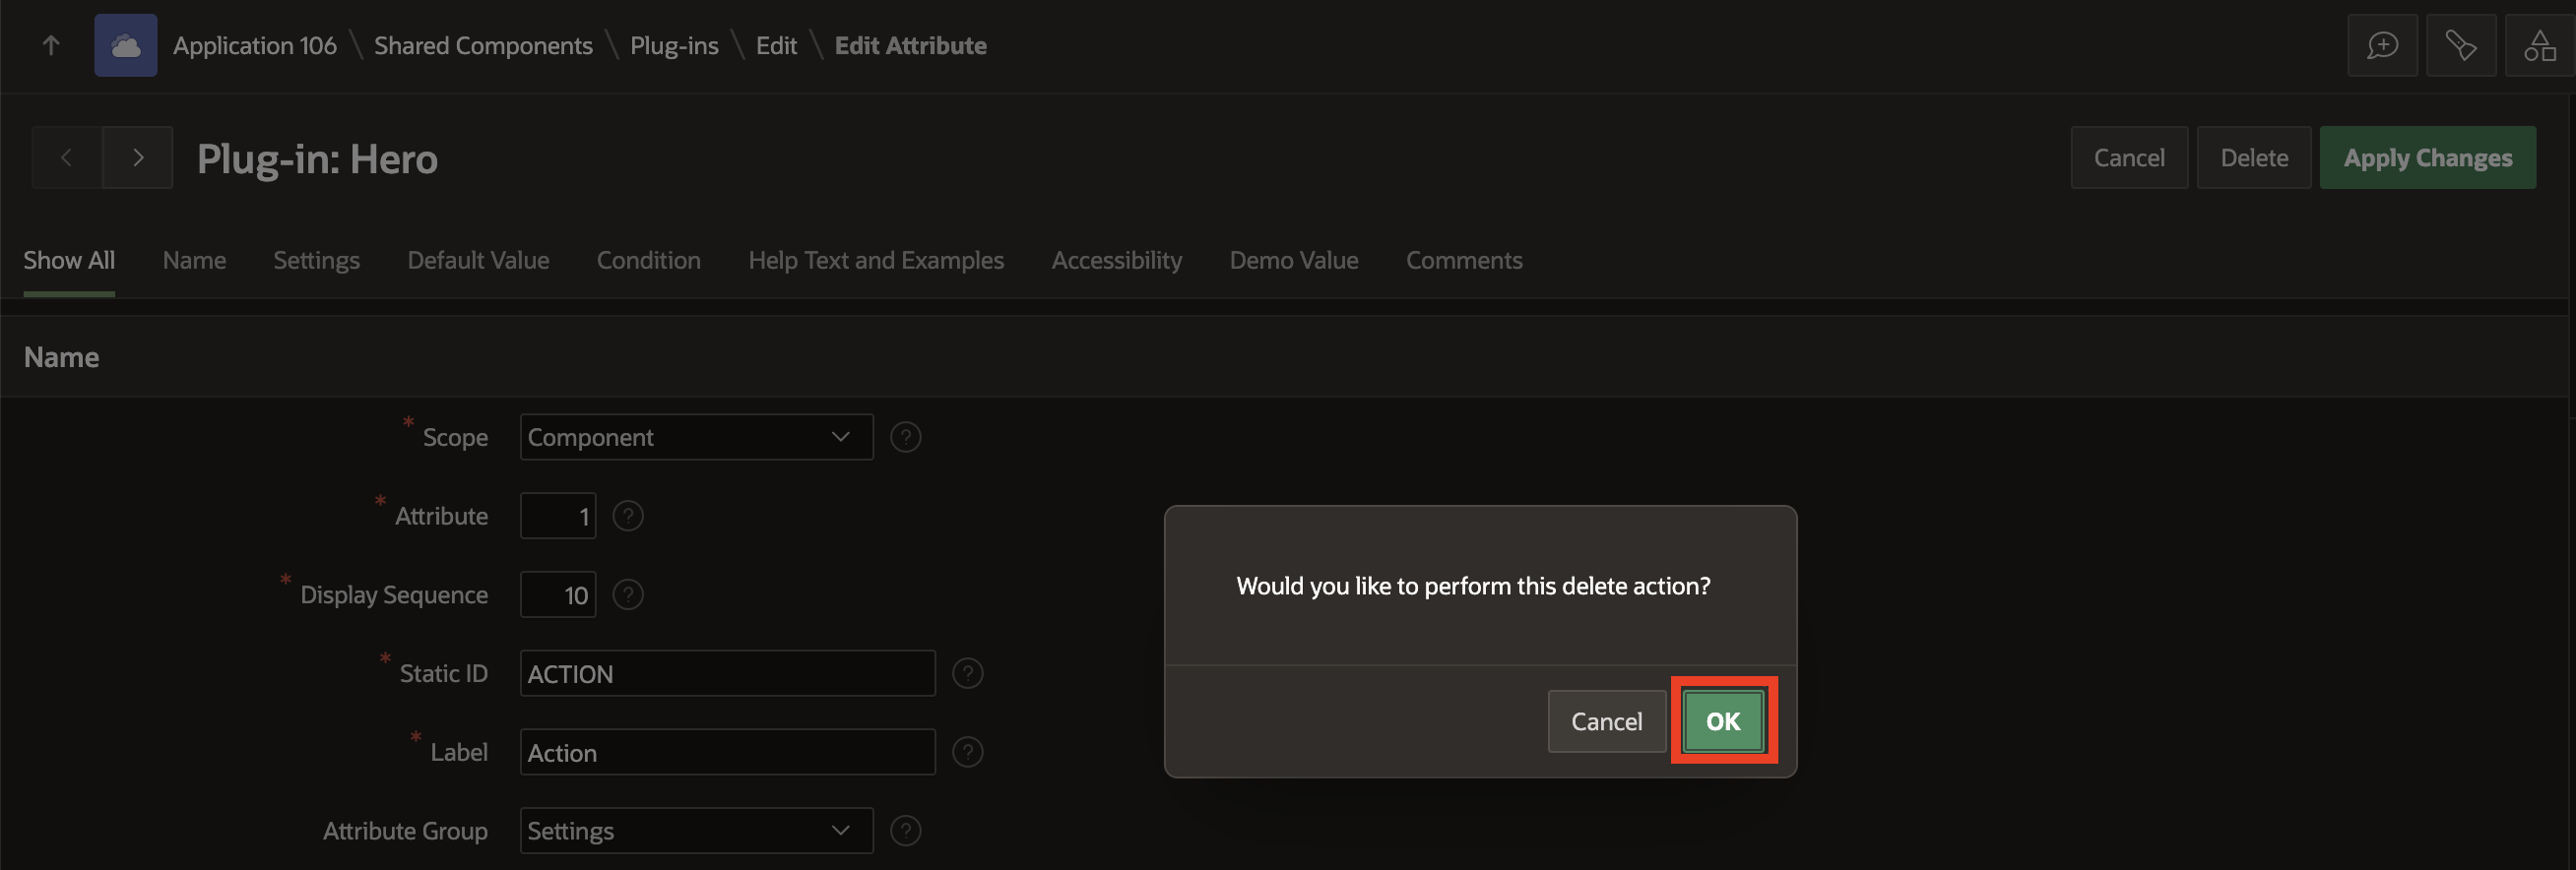 Application 106 \ Shared Components \ Plug-ins \ Edit \ Edit Attribute
Plug-in: Hero
Cancel Delete Apply Changes
Show All Name Settings Default Value Condition Help Text and Examples Accessibility Demo Value Comments
Name
* Scope Component ?
* Attribute 1 ?
* Display Sequence 10 ?
* Static ID ACTION ?
* Label Action ?
Attribute Group Settings ?
Would you like to perform this delete action?
Cancel OK